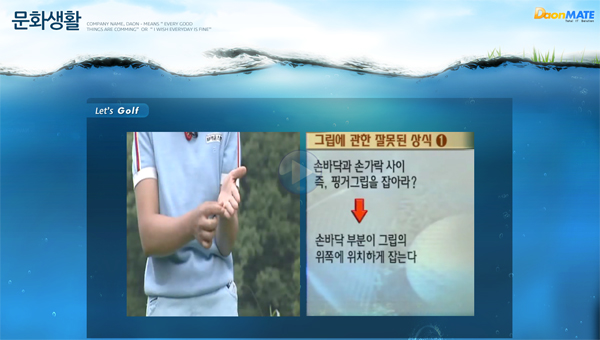 문화생활
COMPANY NAME, DAON - MEANS " EVERY GOOD
THINGS ARE COMMING" OR " I WISH EVERYDAY IS FINE"
DaonMATE
Let's Golf
그립에 관한 잘못된 상식 ❶
손바닥과 손가락 사이
즉, 핑거그립을 잡아라?
손바닥 부분이 그립의
위쪽에 위치하게 잡는다